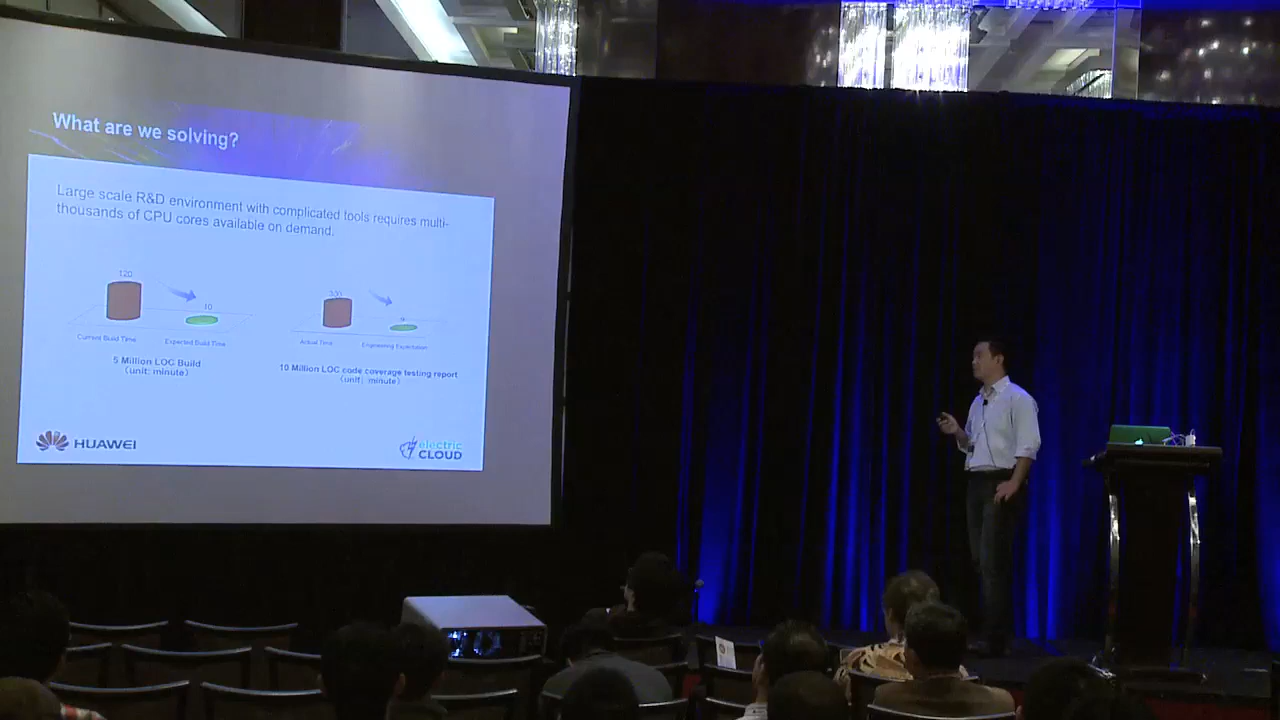 What are we solving?
Large scale R&D environment with complicated tools requires multi-
thousands of CPU cores available on demand.
120
10
Current Build Time
Expected Build Time
5 Million LOC Build
(unit: minute)
Actual Time
Engineering Expectation
10 Million LOC code coverage testing report
(unit: minute)
HUAWEI
electric
CLOUD